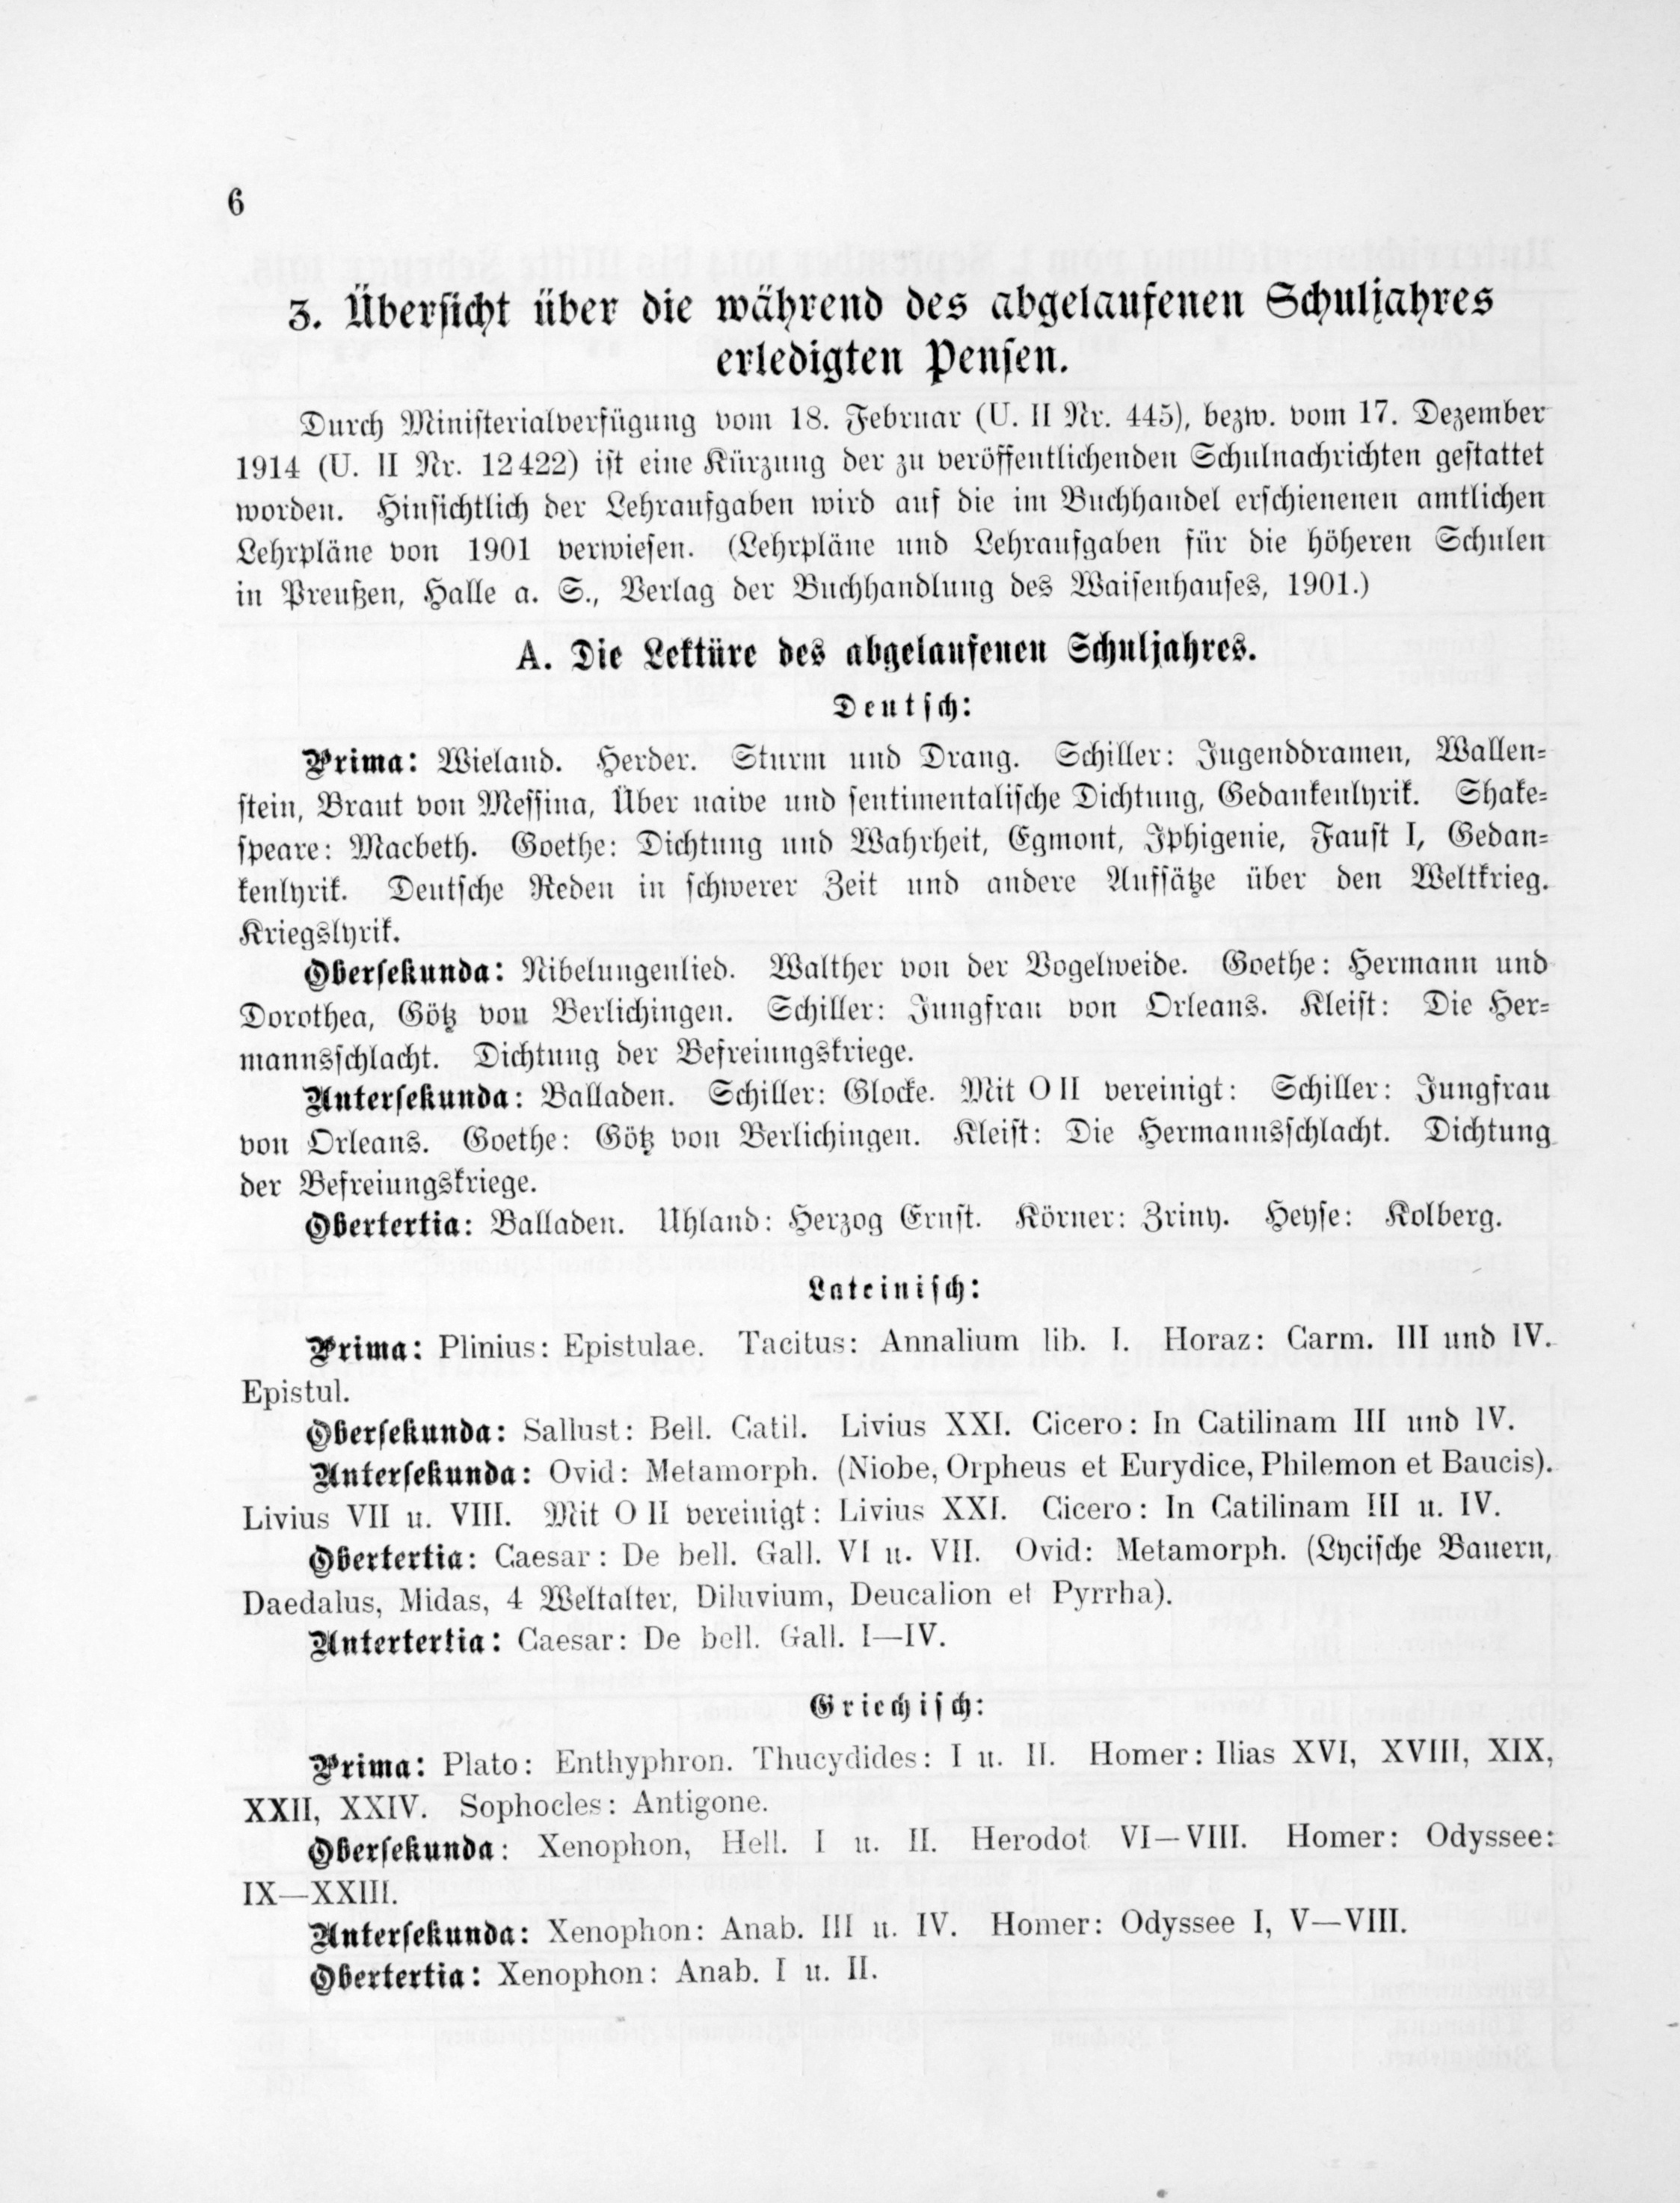 6
3. Übersicht über die während des abgelaufenen Schuljahres
erledigten Pensen.
Durch Ministerialverfügung vom 18. Februar (U. II Nr. 445), bezw. vom 17. Dezember
1914 (U. II Nr. 12422) ist eine Kürzung der zu veröffentlichenden Schulnachrichten gestattet
worden. Hinsichtlich der Lehraufgaben wird auf die im Buchhandel erschienenen amtlichen
Lehrpläne von 1901 verwiesen. (Lehrpläne und Lehraufgaben für die höheren Schulen
in Preußen, Halle a. S., Verlag der Buchhandlung des Waisenhauses, 1901.)
A. Die Lektüre des abgelaufenen Schuljahres.
Deutsch:
Prima: Wieland. Herder. Sturm und Drang. Schiller: Jugenddramen, Wallen-
stein, Braut von Messina, Über naive und sentimentalische Dichtung, Gedankenlyrik. Shake-
speare: Macbeth. Goethe: Dichtung und Wahrheit, Egmont, Iphigenie, Faust I, Gedan-
kenlyrik. Deutsche Reden in schwerer Zeit und andere Aufsätze über den Weltkrieg.
Kriegslyrik.
Obersekunda: Nibelungenlied. Walther von der Vogelweide. Goethe: Hermann und
Dorothea, Götz von Berlichingen. Schiller: Jungfrau von Orleans. Kleist: Die Her-
mannsschlacht. Dichtung der Befreiungskriege.
Untersekunda: Balladen. Schiller: Glocke. Mit O II vereinigt: Schiller: Jungfrau
von Orleans. Goethe: Götz von Berlichingen. Kleist: Die Hermannsschlacht. Dichtung
der Befreiungskriege.
Obertertia: Balladen. Uhland: Herzog Ernst. Körner: Zriny. Heyse: Kolberg.
Lateinisch:
Prima: Plinius: Epistulae. Tacitus: Annalium lib. I. Horaz: Carm. III und IV.
Epistul.
Obersekunda: Sallust: Bell. Catil. Livius XXI. Cicero: In Catilinam III und IV.
Untersekunda: Ovid: Metamorph. (Niobe, Orpheus et Eurydice, Philemon et Baucis).
Livius VII u. VIII. Mit O II vereinigt: Livius XXI. Cicero: In Catilinam III u. IV.
Obertertia: Caesar: De bell. Gall. VI u. VII. Ovid: Metamorph. (Lycische Bauern,
Daedalus, Midas, 4 Weltalter, Diluvium, Deucalion et Pyrrha).
Untertertia: Caesar: De bell. Gall. I—IV.
Griechisch:
Prima: Plato: Enthyphron. Thucydides: I u. II. Homer: Ilias XVI, XVIII, XIX,
XXII, XXIV. Sophocles: Antigone.
Obersekunda: Xenophon, Hell. I u. II. Herodot VI—VIII. Homer: Odyssee:
IX—XXIII.
Untersekunda: Xenophon: Anab. III u. IV. Homer: Odyssee I, V—VIII.
Obertertia: Xenophon: Anab. I u. II.